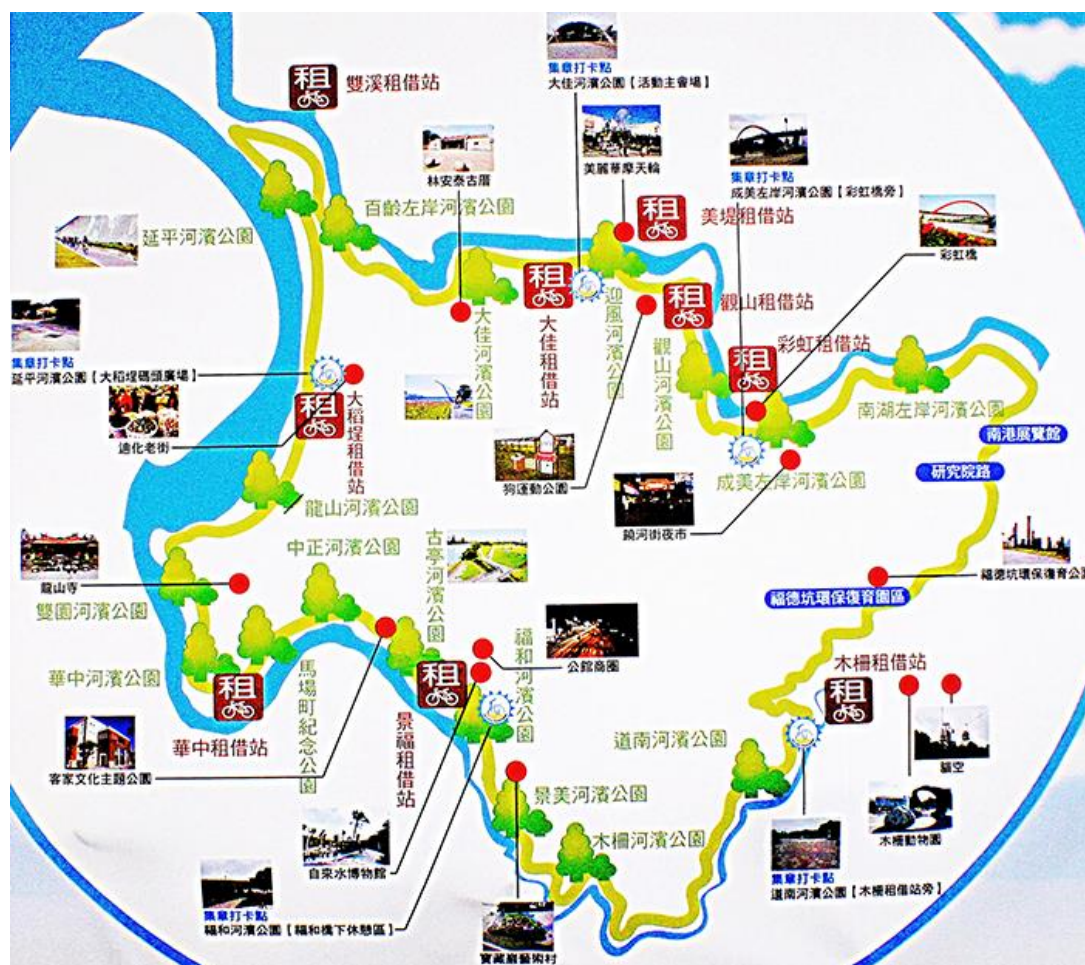 集章打卡點
大佳河濱公園【活動主會場】
租
雙溪租借站
美麗華摩天輪
集章打卡點
成美左岸河濱公園【彩虹橋旁】
林安泰古厝
百齡左岸河濱公園
租
美堤租借站
彩虹橋
延平河濱公園
租
大佳租借站
租
觀山租借站
大佳河濱公園
迎風河濱公園
觀山河濱公園
租
彩虹租借站
集章打卡點
延平河濱公園【大稻埕碼頭廣場】
租
大稻埕租借站
迪化老街
南湖左岸河濱公園
南港展覽館
研究院路
狗運動公園
成美左岸河濱公園
饒河街夜市
龍山河濱公園
中正河濱公園
古亭河濱公園
龍山寺
雙園河濱公園
福德坑環保復育公園
福德坑環保復育園區
華中河濱公園
租
華中租借站
馬場町紀念公園
租
景福租借站
福和河濱公園
公館商圈
木柵租借站
租
道南河濱公園
貓空
客家文化主題公園
景美河濱公園
木柵河濱公園
木柵動物園
自來水博物館
集章打卡點
道南河濱公園【木柵租借站旁】
集章打卡點
福和河濱公園【福和橋下休憩區】
寶藏巖藝術村